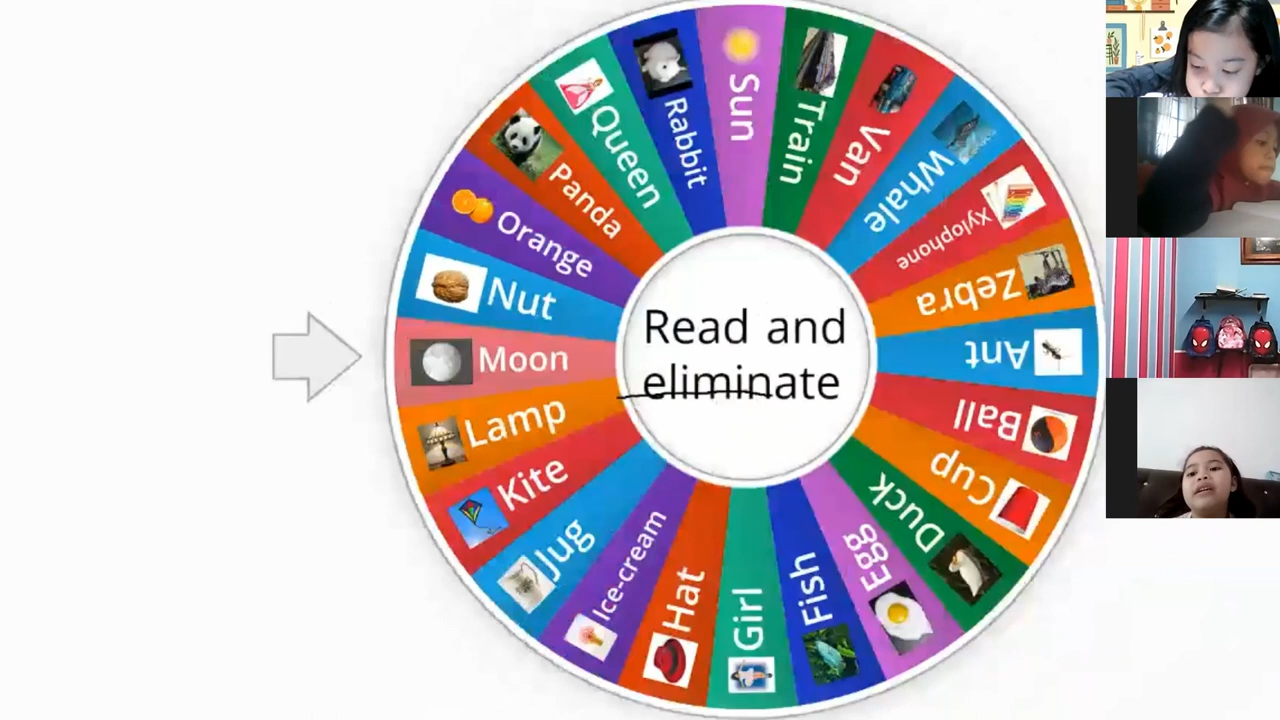 Read and
eliminate
Sun
Train
Van
Whale
Xylophone
Zebra
Ant
Ball
Cup
Duck
Egg
Fish
Girl
Hat
Ice-cream
Jug
Kite
Lamp
Moon
Nut
Orange
Panda
Queen
Rabbit